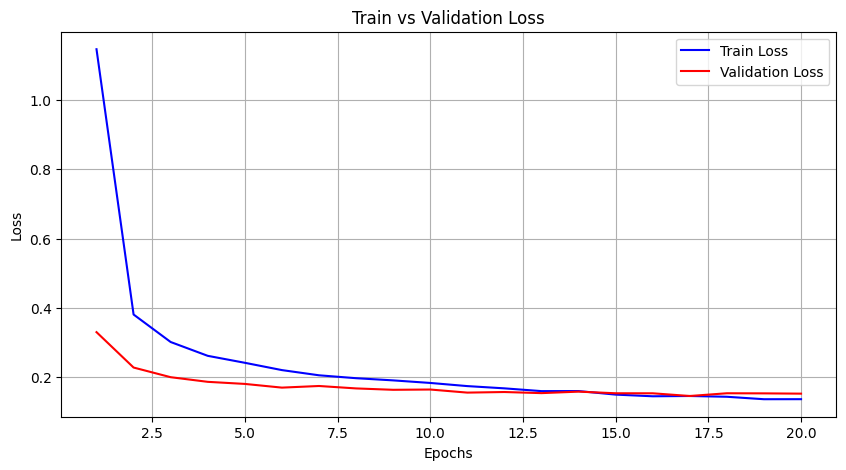 Train vs Validation Loss
Train Loss
Validation Loss
1.0
0.8
0.6
0.4
0.2
Loss
2.5 5.0 7.5 10.0 12.5 15.0 17.5 20.0
Epochs